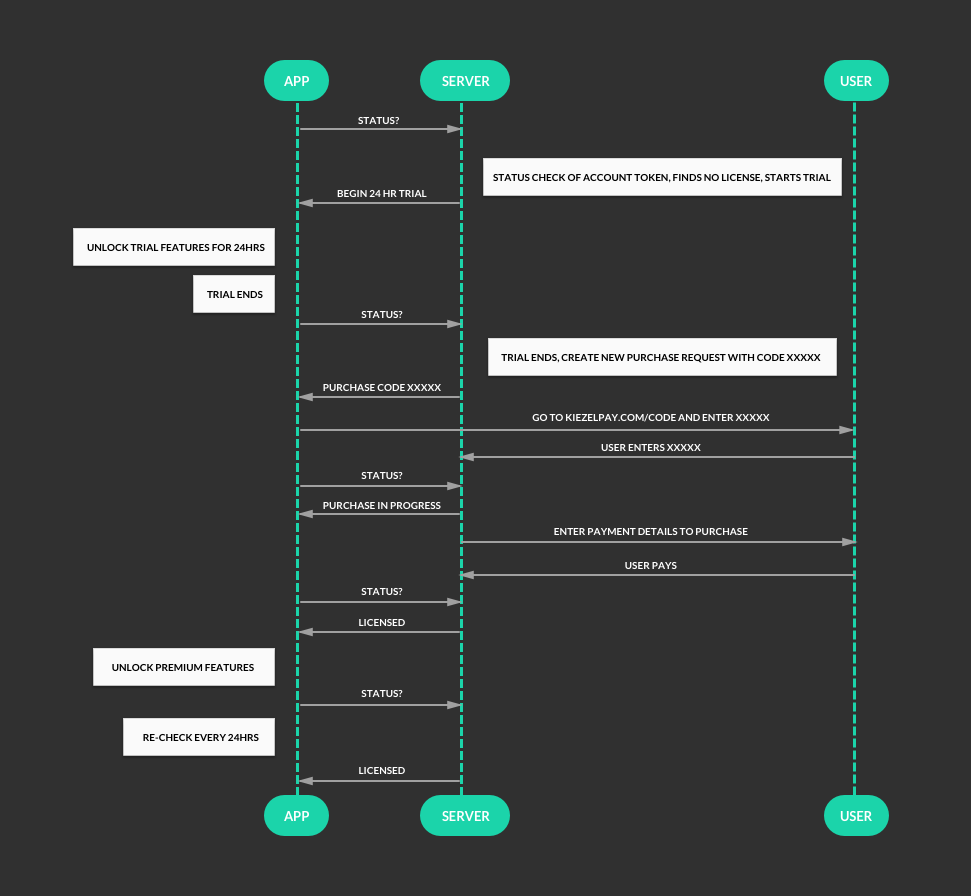 APP
SERVER
USER
STATUS?
STATUS CHECK OF ACCOUNT TOKEN, FINDS NO LICENSE, STARTS TRIAL
BEGIN 24 HR TRIAL
UNLOCK TRIAL FEATURES FOR 24HRS
TRIAL ENDS
STATUS?
TRIAL ENDS, CREATE NEW PURCHASE REQUEST WITH CODE XXXXX
PURCHASE CODE XXXXX
GO TO KIEZELPAY.COM/CODE AND ENTER XXXXX
USER ENTERS XXXXX
STATUS?
PURCHASE IN PROGRESS
ENTER PAYMENT DETAILS TO PURCHASE
USER PAYS
STATUS?
LICENSED
UNLOCK PREMIUM FEATURES
STATUS?
RE-CHECK EVERY 24HRS
LICENSED
APP
SERVER
USER